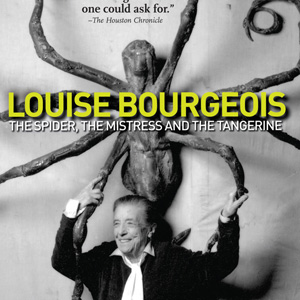 one could ask for."
–The Houston Chronicle
LOUISE BOURGEOIS
THE SPIDER, THE MISTRESS AND THE TANGERINE